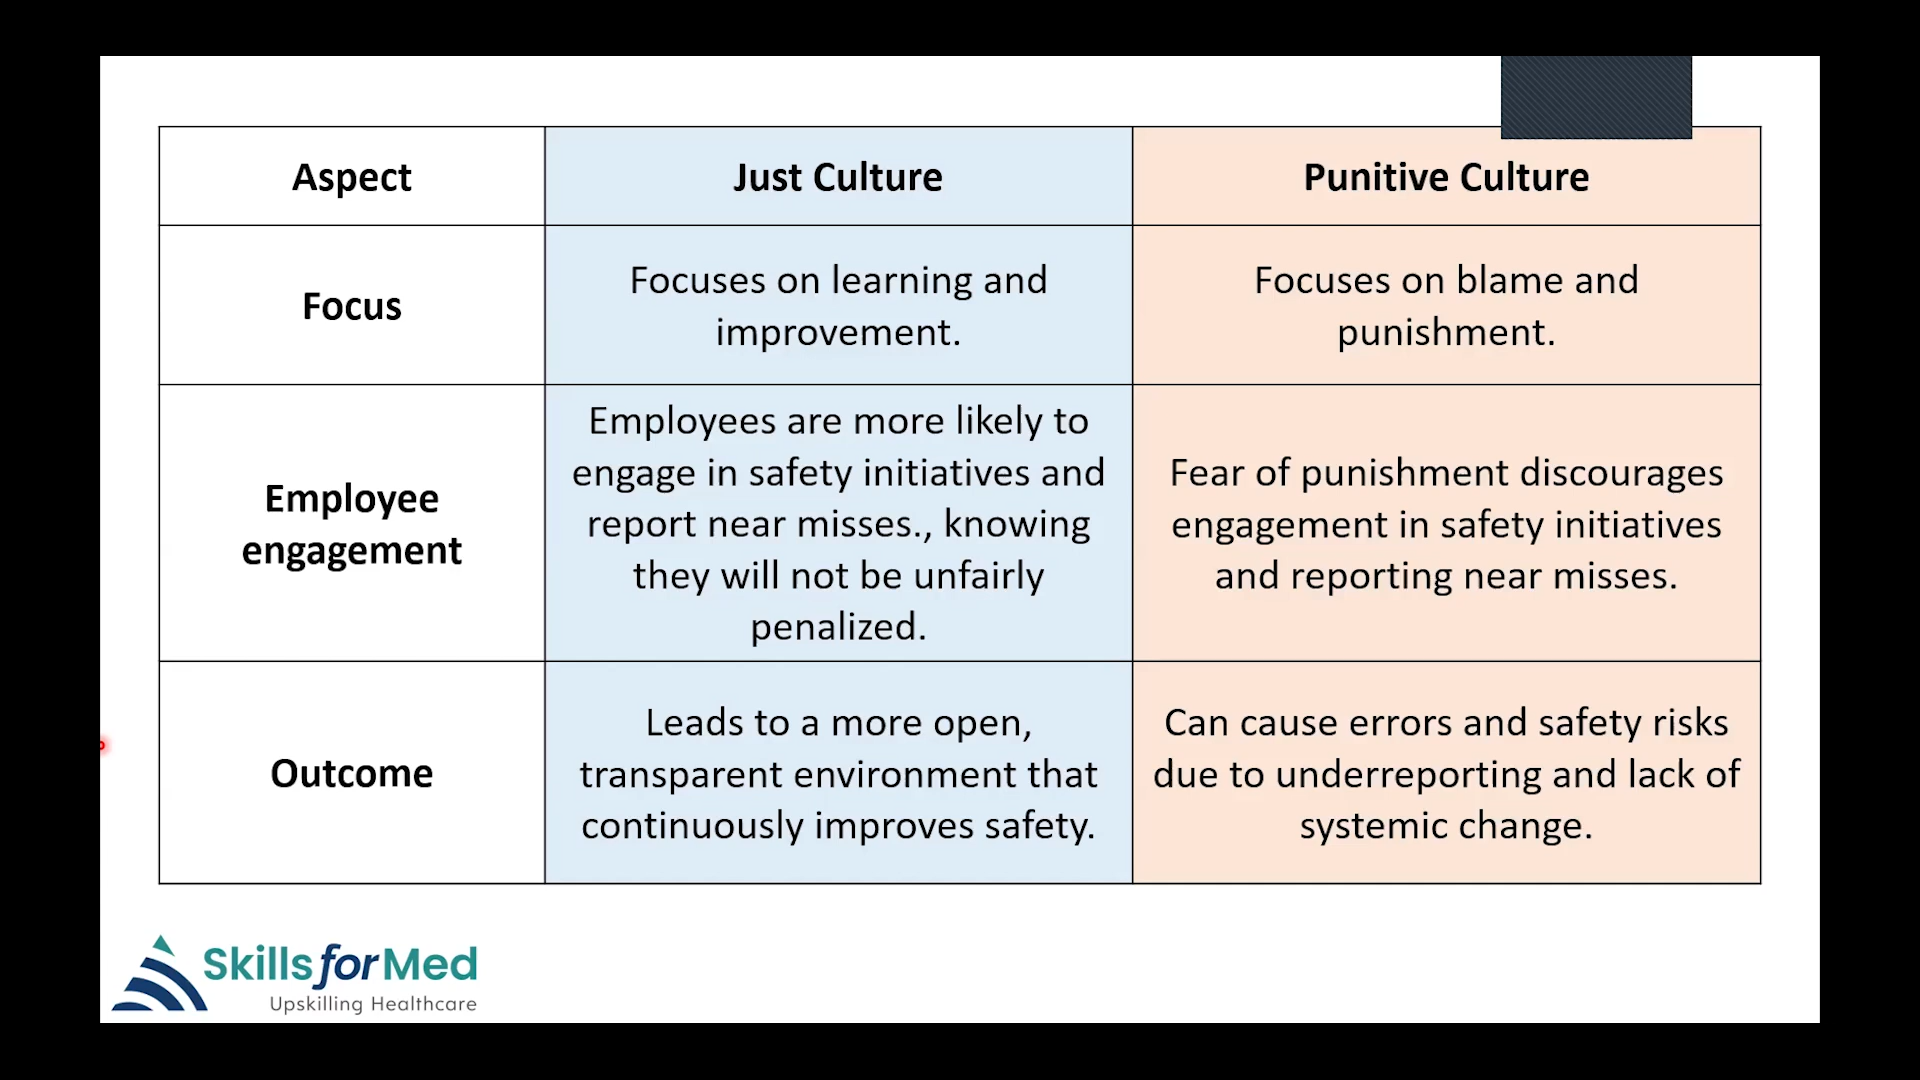 Aspect
Just Culture
Punitive Culture
Focus
Focuses on learning and
improvement.
Focuses on blame and
punishment.
Employee
engagement
Employees are more likely to
engage in safety initiatives and
report near misses., knowing
they will not be unfairly
penalized.
Fear of punishment discourages
engagement in safety initiatives
and reporting near misses.
Outcome
Leads to a more open,
transparent environment that
continuously improves safety.
Can cause errors and safety risks
due to underreporting and lack of
systemic change.
SkillsforMed
Upskilling Healthcare